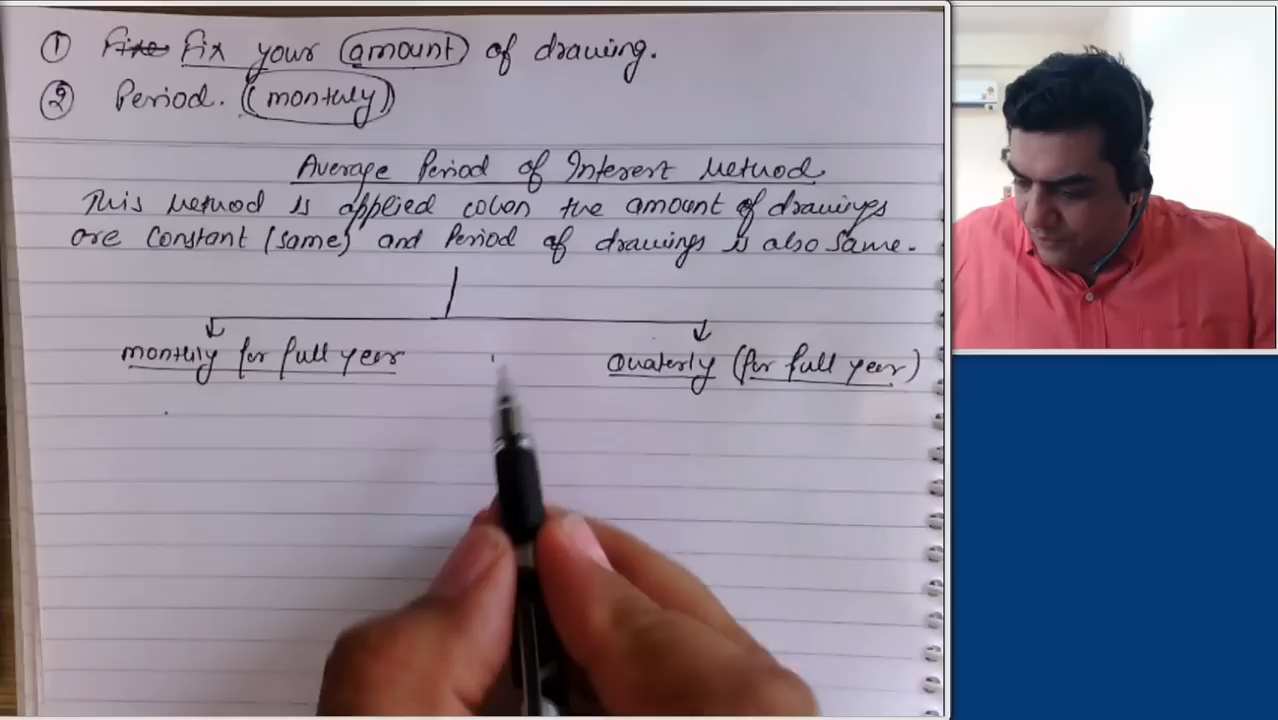 ① Fixe Fix your amount of drawing.
② Period. (monthly)
Average Period of Interest Method
This Method is applied when the amount of drawings
are Constant (same) and Period of drawings is also same.
monthly for full year
Quaterly (for full year)